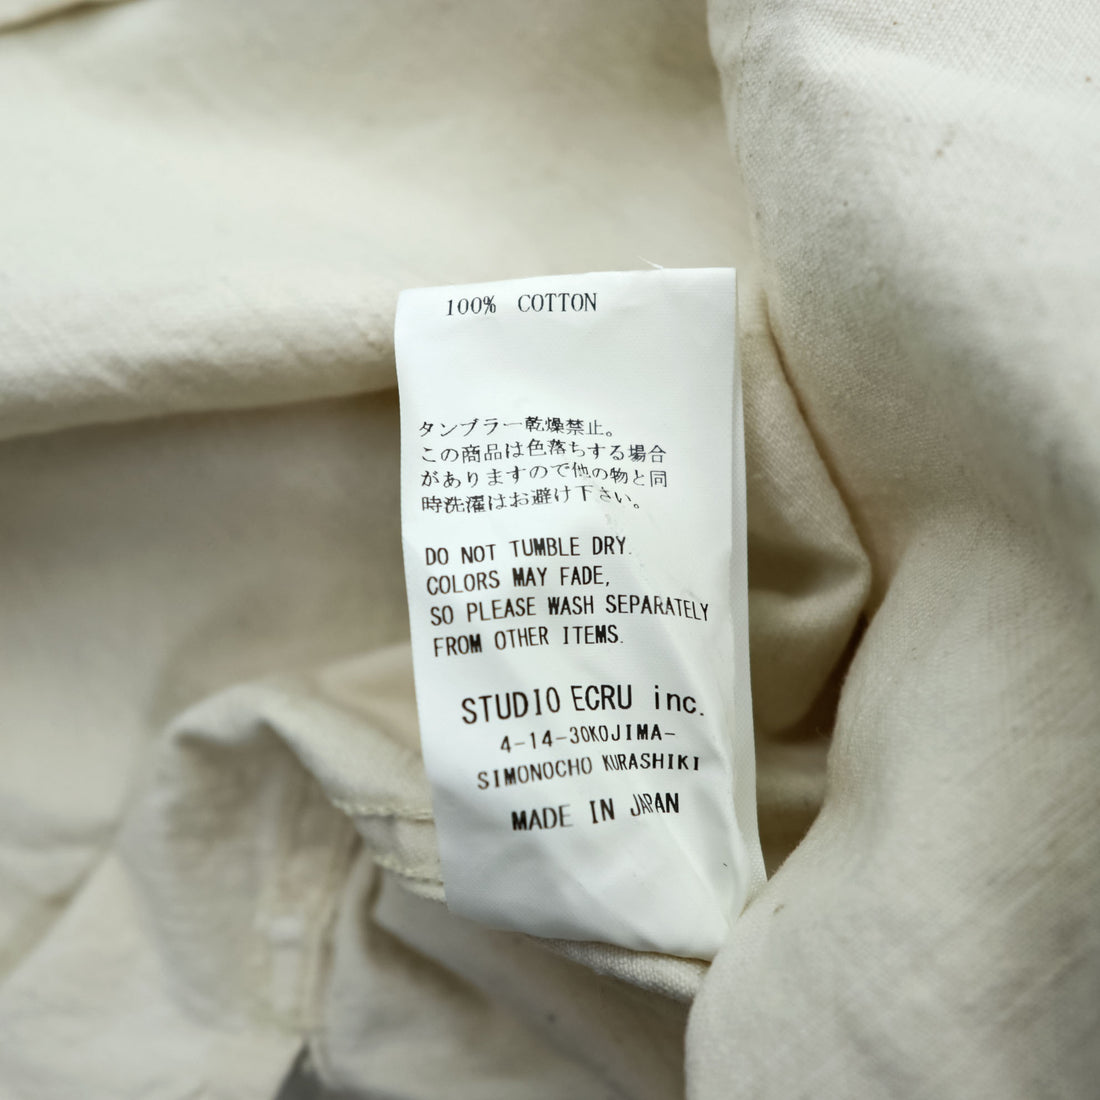 100% COTTON
タンブラー乾燥禁止。
この商品は色落ちする場合
がありますので他の物と同
時洗濯はお避け下さい。
DO NOT TUMBLE DRY.
COLORS MAY FADE,
SO PLEASE WASH SEPARATELY
FROM OTHER ITEMS.
STUDIO ECRU inc.
4-14-30KOJIMA-
SIMONOCHO KURASHIKI
MADE IN JAPAN